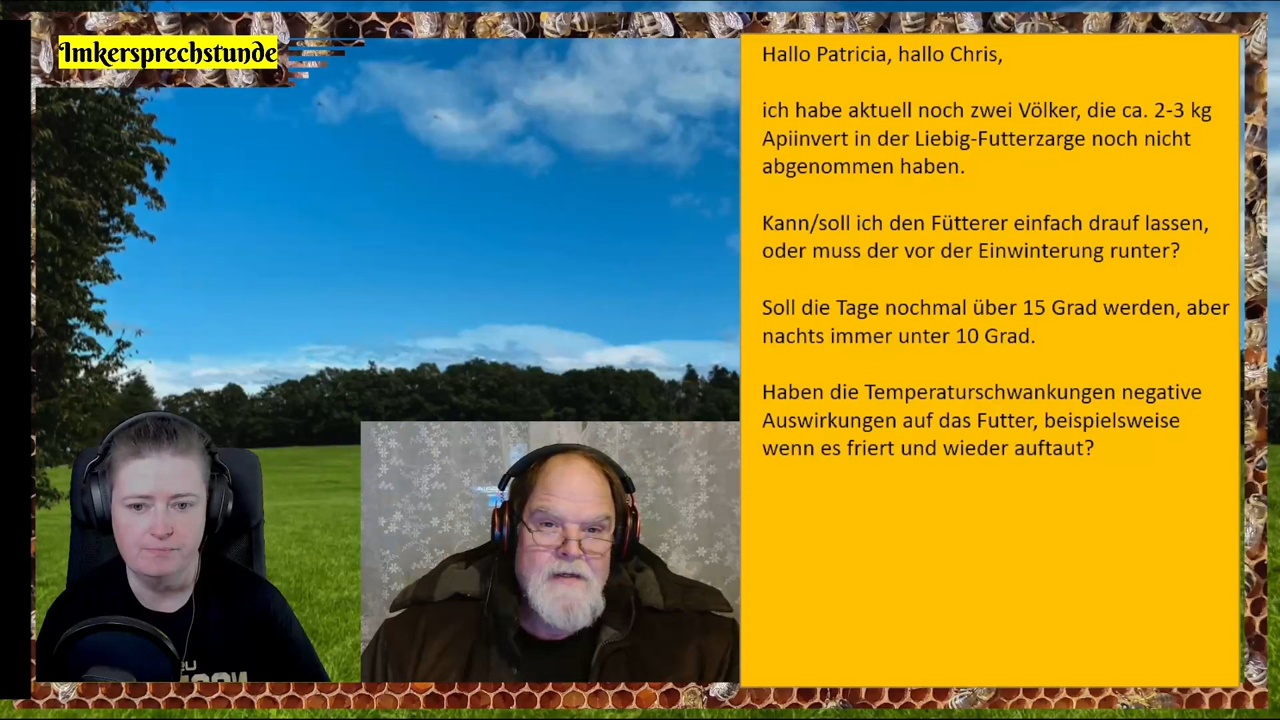 Imkersprechstunde
Hallo Patricia, hallo Chris,
ich habe aktuell noch zwei Völker, die ca. 2-3 kg
Apiinvert in der Liebig-Futterzarge noch nicht
abgenommen haben.
Kann/soll ich den Fütterer einfach drauf lassen,
oder muss der vor der Einwinterung runter?
Soll die Tage nochmal über 15 Grad werden, aber
nachts immer unter 10 Grad.
Haben die Temperaturschwankungen negative
Auswirkungen auf das Futter, beispielsweise
wenn es friert und wieder auftaut?